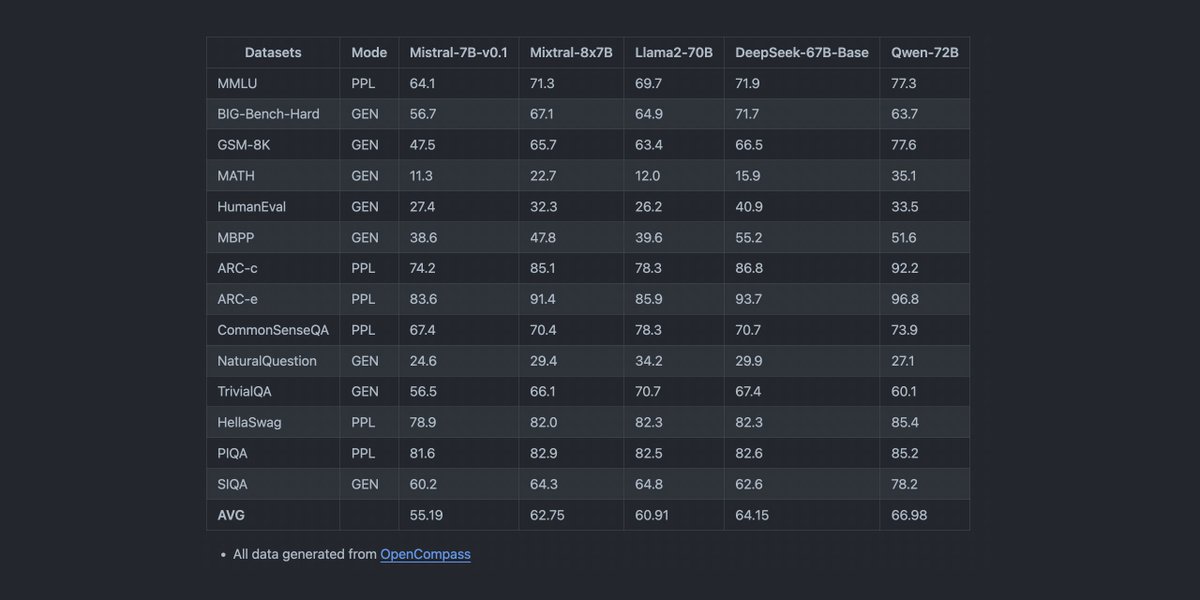 Datasets Mode Mistral-7B-v0.1 Mixtral-8x7B Llama2-70B DeepSeek-67B-Base Qwen-72B
MMLU PPL 64.1 71.3 69.7 71.9 77.3
BIG-Bench-Hard GEN 56.7 67.1 64.9 71.7 63.7
GSM-8K GEN 47.5 65.7 63.4 66.5 77.6
MATH GEN 11.3 22.7 12.0 15.9 35.1
HumanEval GEN 27.4 32.3 26.2 40.9 33.5
MBPP GEN 38.6 47.8 39.6 55.2 51.6
ARC-c PPL 74.2 85.1 78.3 86.8 92.2
ARC-e PPL 83.6 91.4 85.9 93.7 96.8
CommonSenseQA PPL 67.4 70.4 78.3 70.7 73.9
NaturalQuestion GEN 24.6 29.4 34.2 29.9 27.1
TrivialQA GEN 56.5 66.1 70.7 67.4 60.1
HellaSwag PPL 78.9 82.0 82.3 82.3 85.4
PIQA PPL 81.6 82.9 82.5 82.6 85.2
SIQA GEN 60.2 64.3 64.8 62.6 78.2
AVG 55.19 62.75 60.91 64.15 66.98
• All data generated from OpenCompass